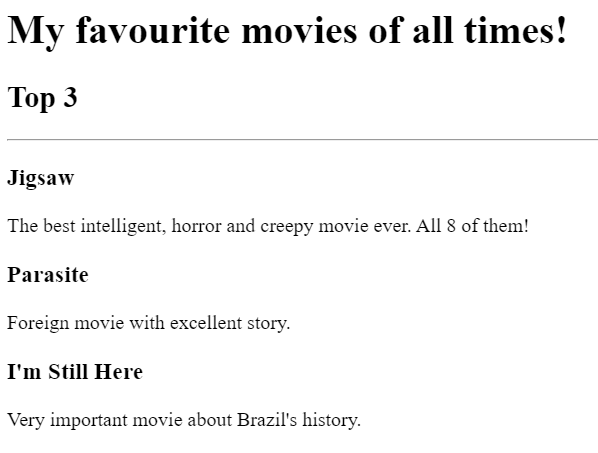 My favourite movies of all times!
Top 3
Jigsaw
The best intelligent, horror and creepy movie ever. All 8 of them!
Parasite
Foreign movie with excellent story.
I'm Still Here
Very important movie about Brazil's history.